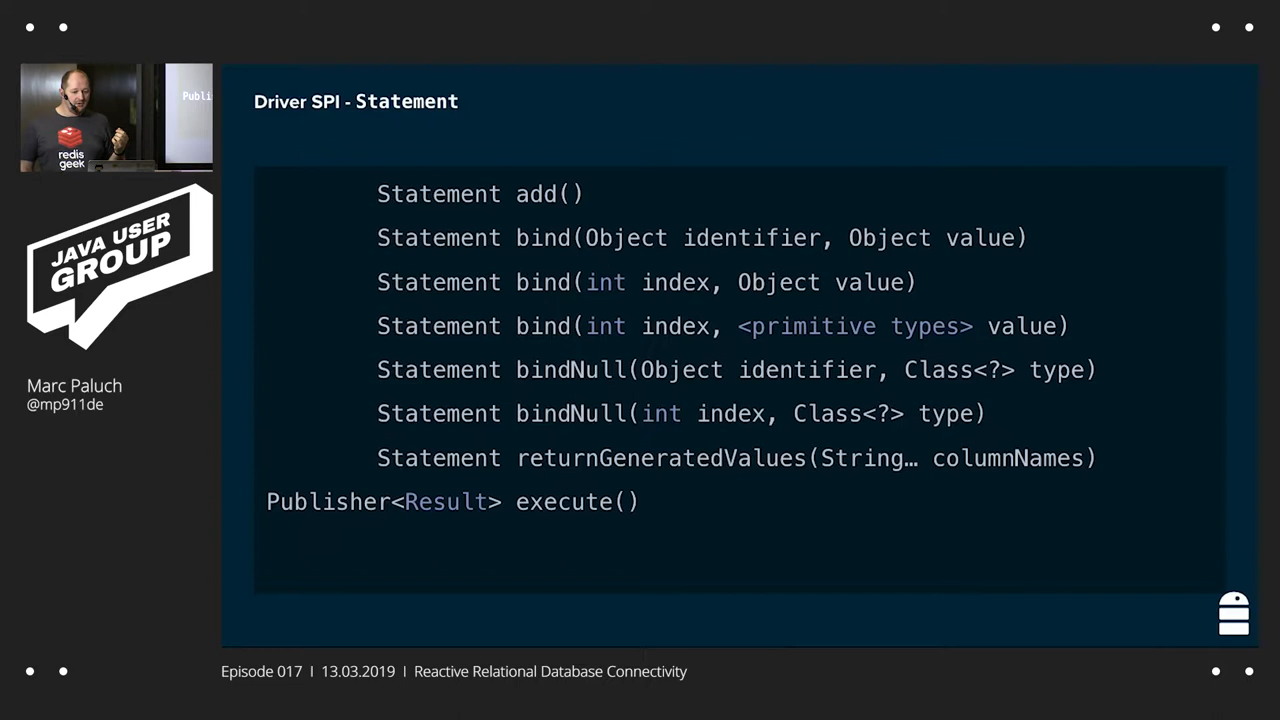 Driver SPI - Statement
Publis
redis
geek
JAVA USER
GROUP
Statement add()
Statement bind(Object identifier, Object value)
Statement bind(int index, Object value)
Statement bind(int index, <primitive types> value)
Statement bindNull(Object identifier, Class<?> type)
Statement bindNull(int index, Class<?> type)
Statement returnGeneratedValues(String… columnNames)
Publisher<Result> execute()
Marc Paluch
@mp911de
Episode 017 | 13.03.2019 | Reactive Relational Database Connectivity